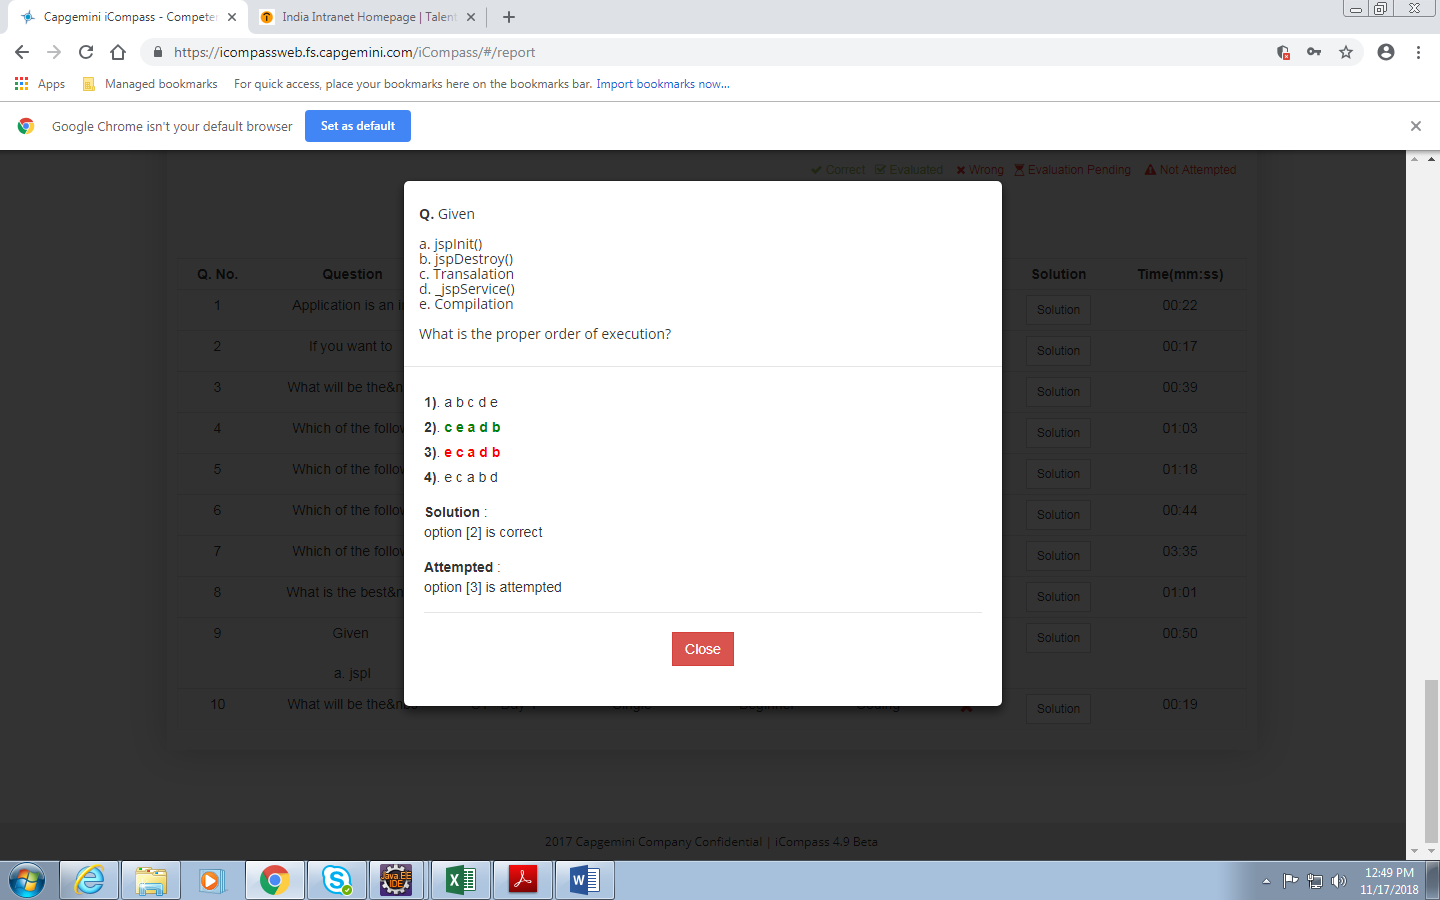 Capgemini iCompass - Competen
India Intranet Homepage | Talent
https://icompassweb.fs.capgemini.com/iCompass/#/report
Apps
Managed bookmarks
For quick access, place your bookmarks here on the bookmarks bar. Import bookmarks now...
Google Chrome isn't your default browser
Set as default
Correct Evaluated Wrong Evaluation Pending Not Attempted
Q. Given
a. jspInit()
b. jspDestroy()
c. Transalation
d. _jspService()
e. Compilation
What is the proper order of execution?
1). a b c d e
2). c e a d b
3). e c a d b
4). e c a b d
Solution :
option [2] is correct
Attempted :
option [3] is attempted
Close
Q. No. Question Solution Time(mm:ss)
1 Application is an i Solution 00:22
2 If you want to Solution 00:17
3 What will be the&n Solution 00:39
4 Which of the follo Solution 01:03
5 Which of the follo Solution 01:18
6 Which of the follo Solution 00:44
7 Which of the follo Solution 03:35
8 What is the best&n Solution 01:01
9 Given Solution 00:50
a. jspI
10 What will be the&n Solution 00:19
2017 Capgemini Company Confidential | iCompass 4.9 Beta
Java EE
IDE
12:49 PM
11/17/2018